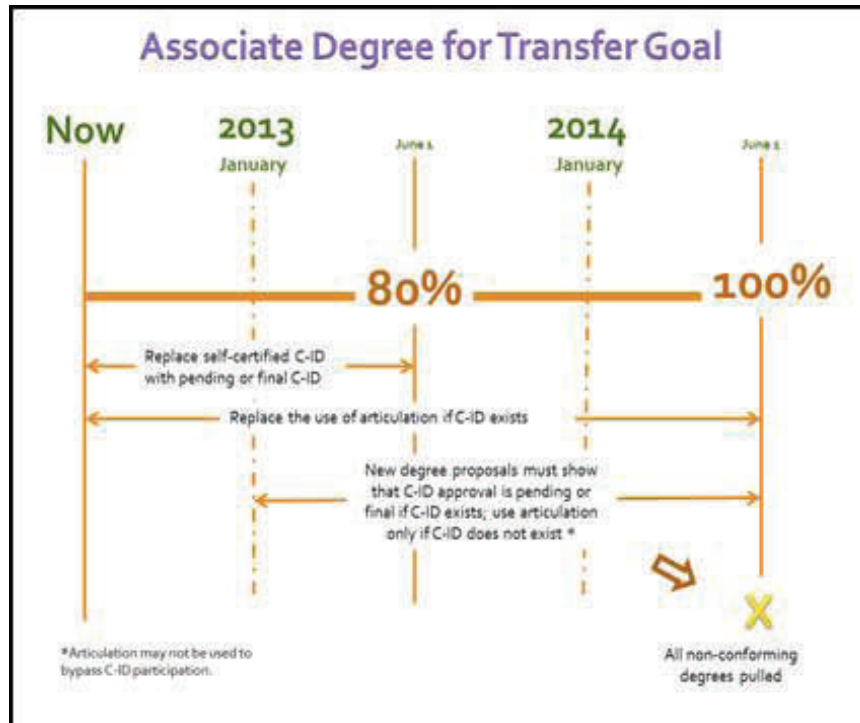 Associate Degree for Transfer Goal
Now
2013
January
June 1
2014
January
June 1
80%
100%
Replace self-certified C-ID
with pending or final C-ID
Replace the use of articulation if C-ID exists
New degree proposals must show
that C-ID approval is pending or
final if C-ID exists; use articulation
only if C-ID does not exist *
X
*Articulation may not be used to
bypass C-ID participation.
All non-conforming
degrees pulled